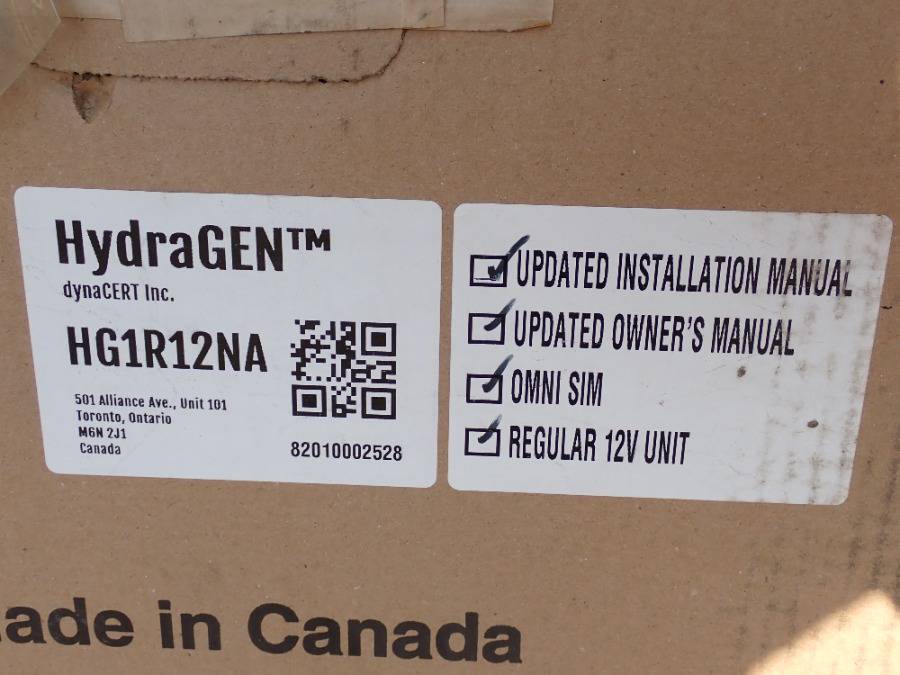 HydraGEN™
dynaCERT Inc.
HG1R12NA
501 Alliance Ave., Unit 101
Toronto, Ontario
M6N 2J1
Canada
82010002528
UPDATED INSTALLATION MANUAL
UPDATED OWNER'S MANUAL
OMNI SIM
REGULAR 12V UNIT
ade in Canada